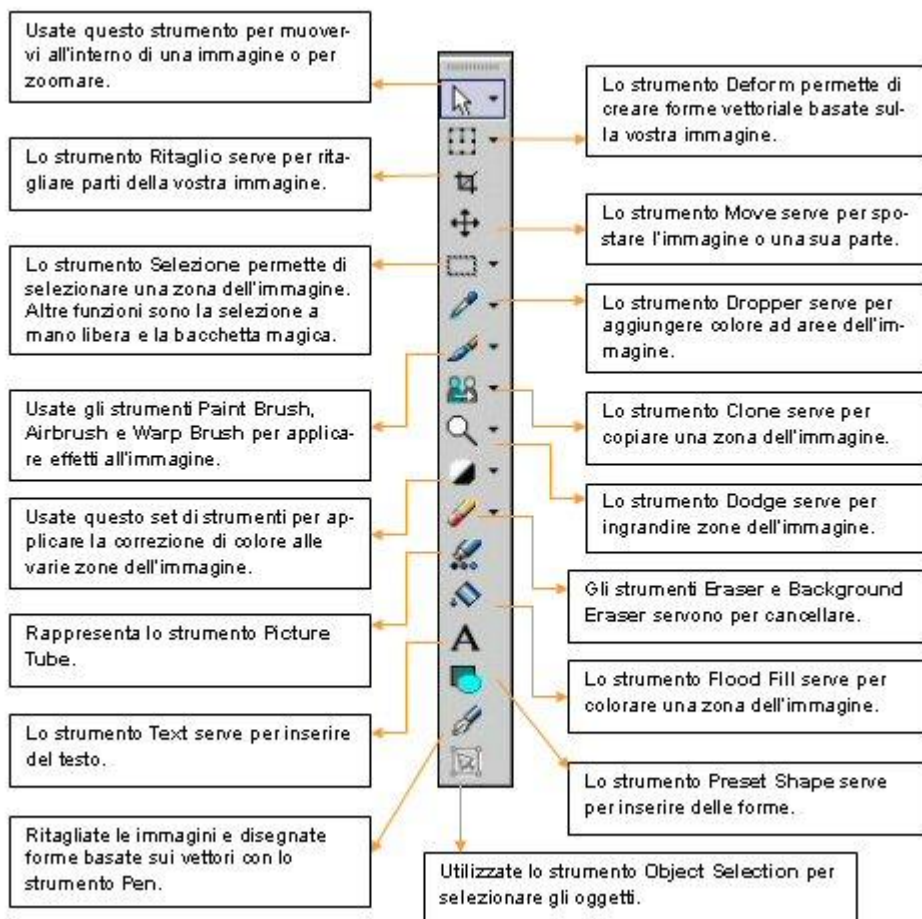 Usate questo strumento per muover-
vi all'interno di una immagine o per
zoomare.
Lo strumento Deform permette di
creare forme vettoriale basate sul-
la vostra immagine.
Lo strumento Ritaglio serve per rita-
gliare parti della vostra immagine.
Lo strumento Move serve per spo-
stare l'immagine o una sua parte.
Lo strumento Selezione permette di
selezionare una zona dell'immagine.
Altre funzioni sono la selezione a
mano libera e la bacchetta magica.
Lo strumento Dropper serve per
aggiungere colore ad aree dell'im-
magine.
Usate gli strumenti Paint Brush,
Airbrush e Warp Brush per applica-
re effetti all'immagine.
Lo strumento Clone serve per
copiare una zona dell'immagine.
Usate questo set di strumenti per ap-
plicare la correzione di colore alle
varie zone dell'immagine.
Lo strumento Dodge serve per
ingrandire zone dell'immagine.
Gli strumenti Eraser e Background
Eraser servono per cancellare.
Rappresenta lo strumento Picture
Tube.
Lo strumento Flood Fill serve per
colorare una zona dell'immagine.
A
Lo strumento Text serve per inserire
del testo.
Lo strumento Preset Shape serve
per inserire delle forme.
Ritagliate le immagini e disegnate
forme basate sui vettori con lo
strumento Pen.
Utilizzate lo strumento Object Selection per
selezionare gli oggetti.